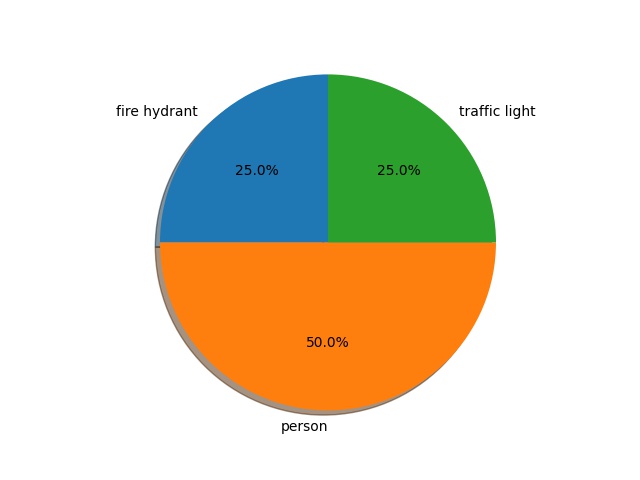 fire hydrant
traffic light
25.0%
25.0%
50.0%
person